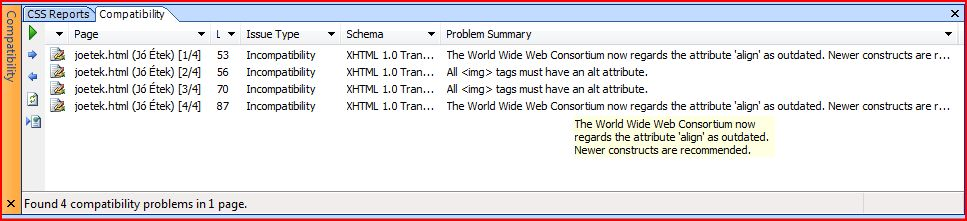 Compatibility
CSS Reports Compatibility
Page L Issue Type Schema Problem Summary
joetek.html (Jó Étek) [1/4] 53 Incompatibility XHTML 1.0 Tran... The World Wide Web Consortium now regards the attribute 'align' as outdated. Newer constructs are r...
joetek.html (Jó Étek) [2/4] 56 Incompatibility XHTML 1.0 Tran... All <img> tags must have an alt attribute.
joetek.html (Jó Étek) [3/4] 70 Incompatibility XHTML 1.0 Tran... All <img> tags must have an alt attribute.
joetek.html (Jó Étek) [4/4] 87 Incompatibility XHTML 1.0 Tran... The World Wide Web Consortium now regards the attribute 'align' as outdated. Newer constructs are r...
The World Wide Web Consortium now
regards the attribute 'align' as outdated.
Newer constructs are recommended.
Found 4 compatibility problems in 1 page.